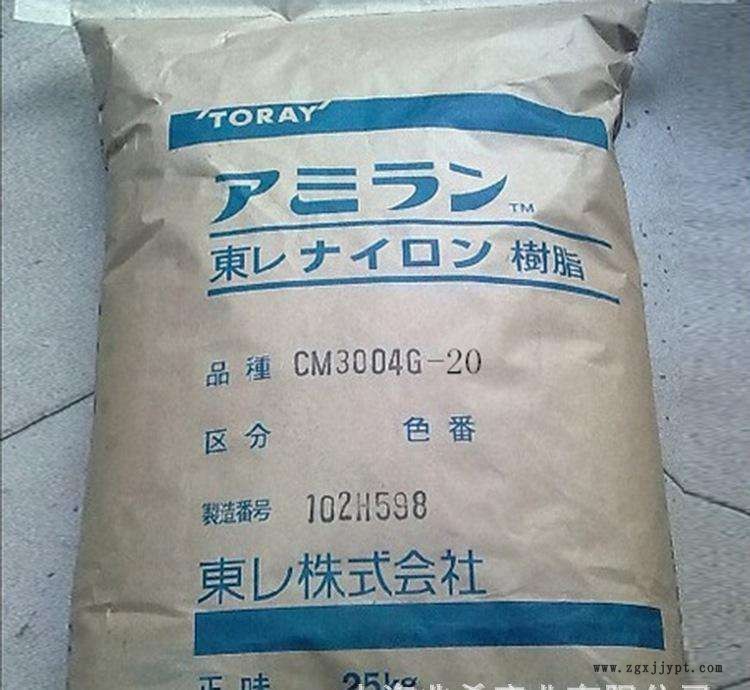 TORAY
アミラン™
東レ ナイロン 樹脂
品種 CM3004G-20
区分 色番
製造番号 102H598
東レ株式会社
www.zgxjjypt.com
正味 25kg